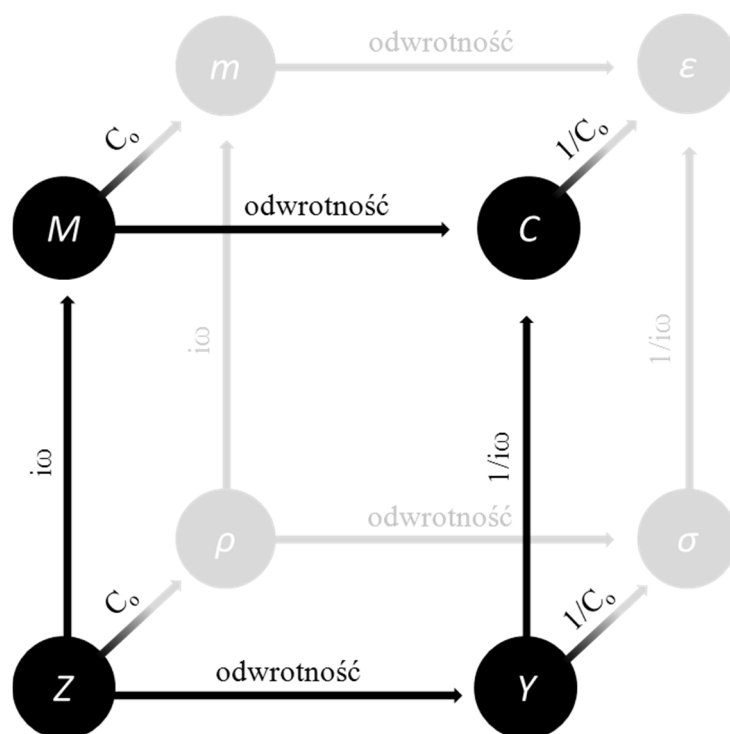 odwrotność
m
ε
C₀
1/C₀
odwrotność
M
C
iω
1/iω
iω
1/iω
odwrotność
ρ
σ
C₀
1/C₀
odwrotność
Z
Y